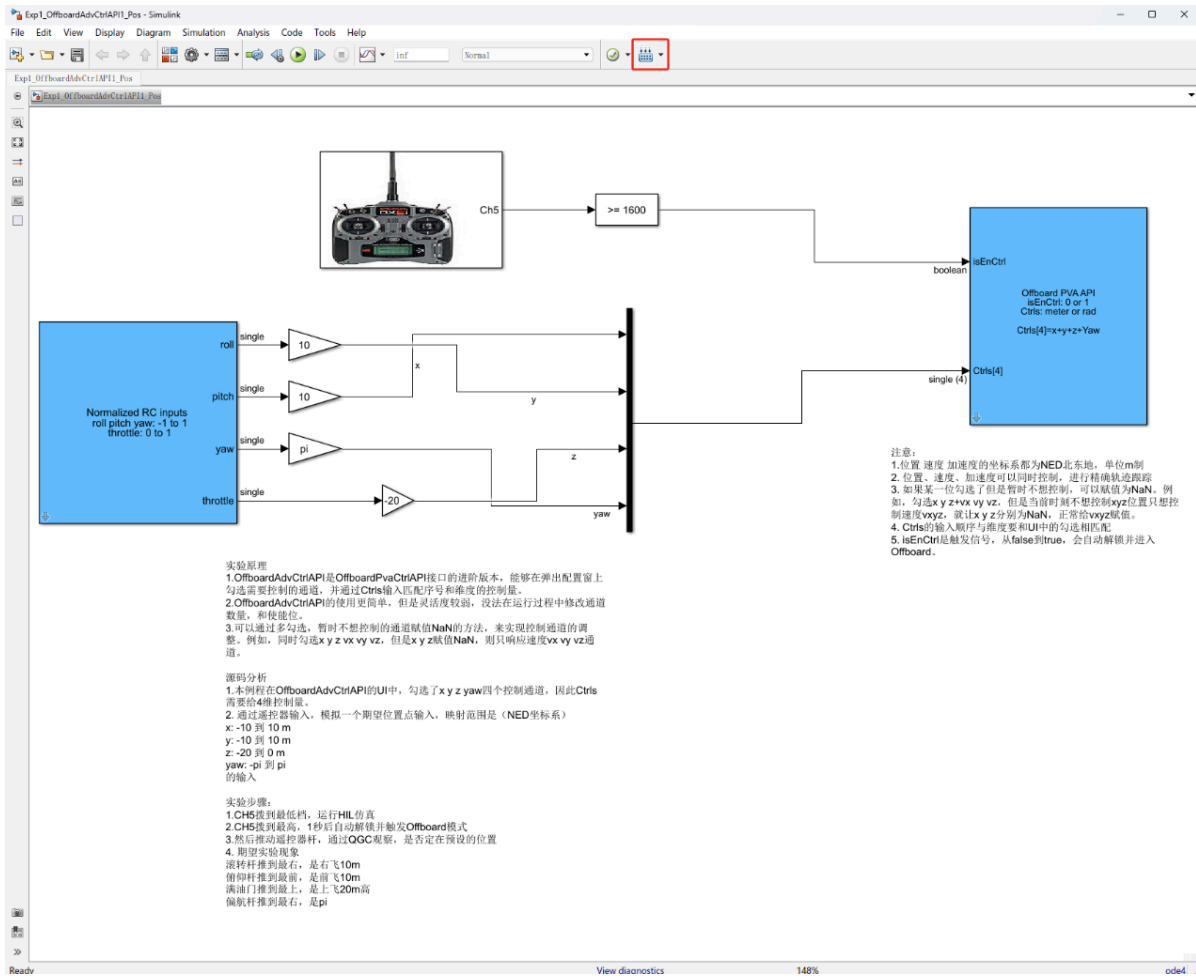 Exp1_OffboardAdvCtrlAPI1_Pos - Simulink
File Edit View Display Diagram Simulation Analysis Code Tools Help
inf
Normal
Exp1_OffboardAdvCtrlAPI1_Pos
Exp1_OffboardAdvCtrlAPI1_Pos
Ch5
>= 1600
isEnCtrl
boolean
Offboard PVA API
isEnCtrl: 0 or 1
Ctrls: meter or rad
Ctrls[4]=x+y+z+Yaw
Ctrls[4]
single (4)
Normalized RC inputs
roll pitch yaw: -1 to 1
throttle: 0 to 1
roll
single
10
x
pitch
single
10
y
yaw
single
pi
z
throttle
single
-20
yaw
注意:
1.位置 速度 加速度的坐标系都为NED北东地，单位m制
2. 位置、速度、加速度可以同时控制，进行精确轨迹跟踪
3. 如果某一位勾选了但是暂时不想控制，可以赋值为NaN。例
如，勾选x y z+vx vy vz，但是当前时刻不想控制xyz位置只想控
制速度vxyz，就让x y z分别为NaN，正常给vxyz赋值。
4. Ctrls的输入顺序与维度要和UI中的勾选相匹配
5. isEnCtrl是触发信号，从false到true，会自动解锁并进入
Offboard。
实验原理
1.OffboardAdvCtrlAPI是OffboardPvaCtrlAPI接口的进阶版本，能够在弹出配置窗上
勾选需要控制的通道，并通过Ctrls输入匹配序号和维度的控制量。
2.OffboardAdvCtrlAPI的使用更简单，但是灵活度较弱，没法在运行过程中修改通道
数量，和使能位。
3.可以通过多勾选，暂时不想控制的通道赋值NaN的方法，来实现控制通道的调
整。例如，同时勾选x y z vx vy vz，但是x y z赋值NaN，则只响应速度vx vy vz通
道。
源码分析
1.本例程在OffboardAdvCtrlAPI的UI中，勾选了x y z yaw四个控制通道，因此Ctrls
需要给4维控制量。
2. 通过遥控器输入，模拟一个期望位置点输入，映射范围是（NED坐标系）
x: -10 到 10 m
y: -10 到 10 m
z: -20 到 0 m
yaw: -pi 到 pi
的输入
实验步骤:
1.CH5拨到最低档，运行HIL仿真
2.CH5拨到最高，1秒后自动解锁并触发Offboard模式
3.然后推动遥控器杆，通过QGC观察，是否定在预设的位置
4. 期望实验现象
滚转杆推到最右，是右飞10m
俯仰杆推到最前，是前飞10m
满油门推到最上，是上飞20m高
偏航杆推到最右，是pi
Ready
View diagnostics
148%
ode4